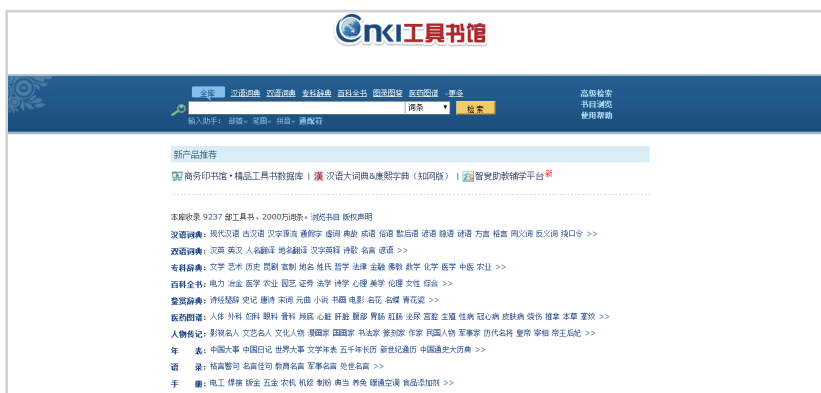 cnki工具书馆
全库 汉语词典 双语词典 专科辞典 百科全书 图录图鉴 医药图谱 -更多
词条 检索
输入助手: 部首 笔画 拼音 通配符
高级检索
书目浏览
使用帮助
新产品推荐
商务印书馆·精品工具书数据库 | 漢 汉语大词典&康熙字典(知网版) | 智叟助教辅学平台 新
本库收录 9237 部工具书、2000万词条。浏览书目 版权声明
汉语词典: 现代汉语 古汉语 汉字源流 通假字 虚词 典故 成语 俗语 歇后语 谚语 隐语 谜语 方言 格言 同义词 反义词 绕口令 >>
双语词典: 汉英 英汉 人名翻译 地名翻译 汉字英释 诗歌 名言 谚语 >>
专科辞典: 文学 艺术 历史 昆剧 官制 地名 姓氏 哲学 法律 金融 佛教 数学 化学 医学 中医 农业 >>
百科全书: 电力 冶金 医学 农业 园艺 证券 法学 诗学 心理 美学 伦理 女性 综合 >>
鉴赏辞典: 诗经楚辞 史记 唐诗 宋词 元曲 小说 书画 电影 名花 名蝶 青花瓷 >>
医药图谱: 人体 外科 妇科 眼科 骨科 颅底 心脏 肝脏 腹部 胃肠 肛肠 泌尿 宫腔 生殖 性病 冠心病 皮肤病 烧伤 推拿 本草 >>
人物传记: 影视名人 文艺名人 文化人物 漫画家 国画家 书法家 篆刻家 作家 民国人物 军事家 历代名将 皇帝 宰相 帝王后妃 >>
年 表: 中国大事 中国日记 世界大事 文学年表 五千年长历 新世纪通历 中国通史大历典 >>
语 录: 格言警句 名言佳句 教育名言 军事名言 处世名言 >>
手 册: 电工 焊接 钣金 五金 农机 机修 制粉 典当 养兔 暖通空调 食品添加剂 >>